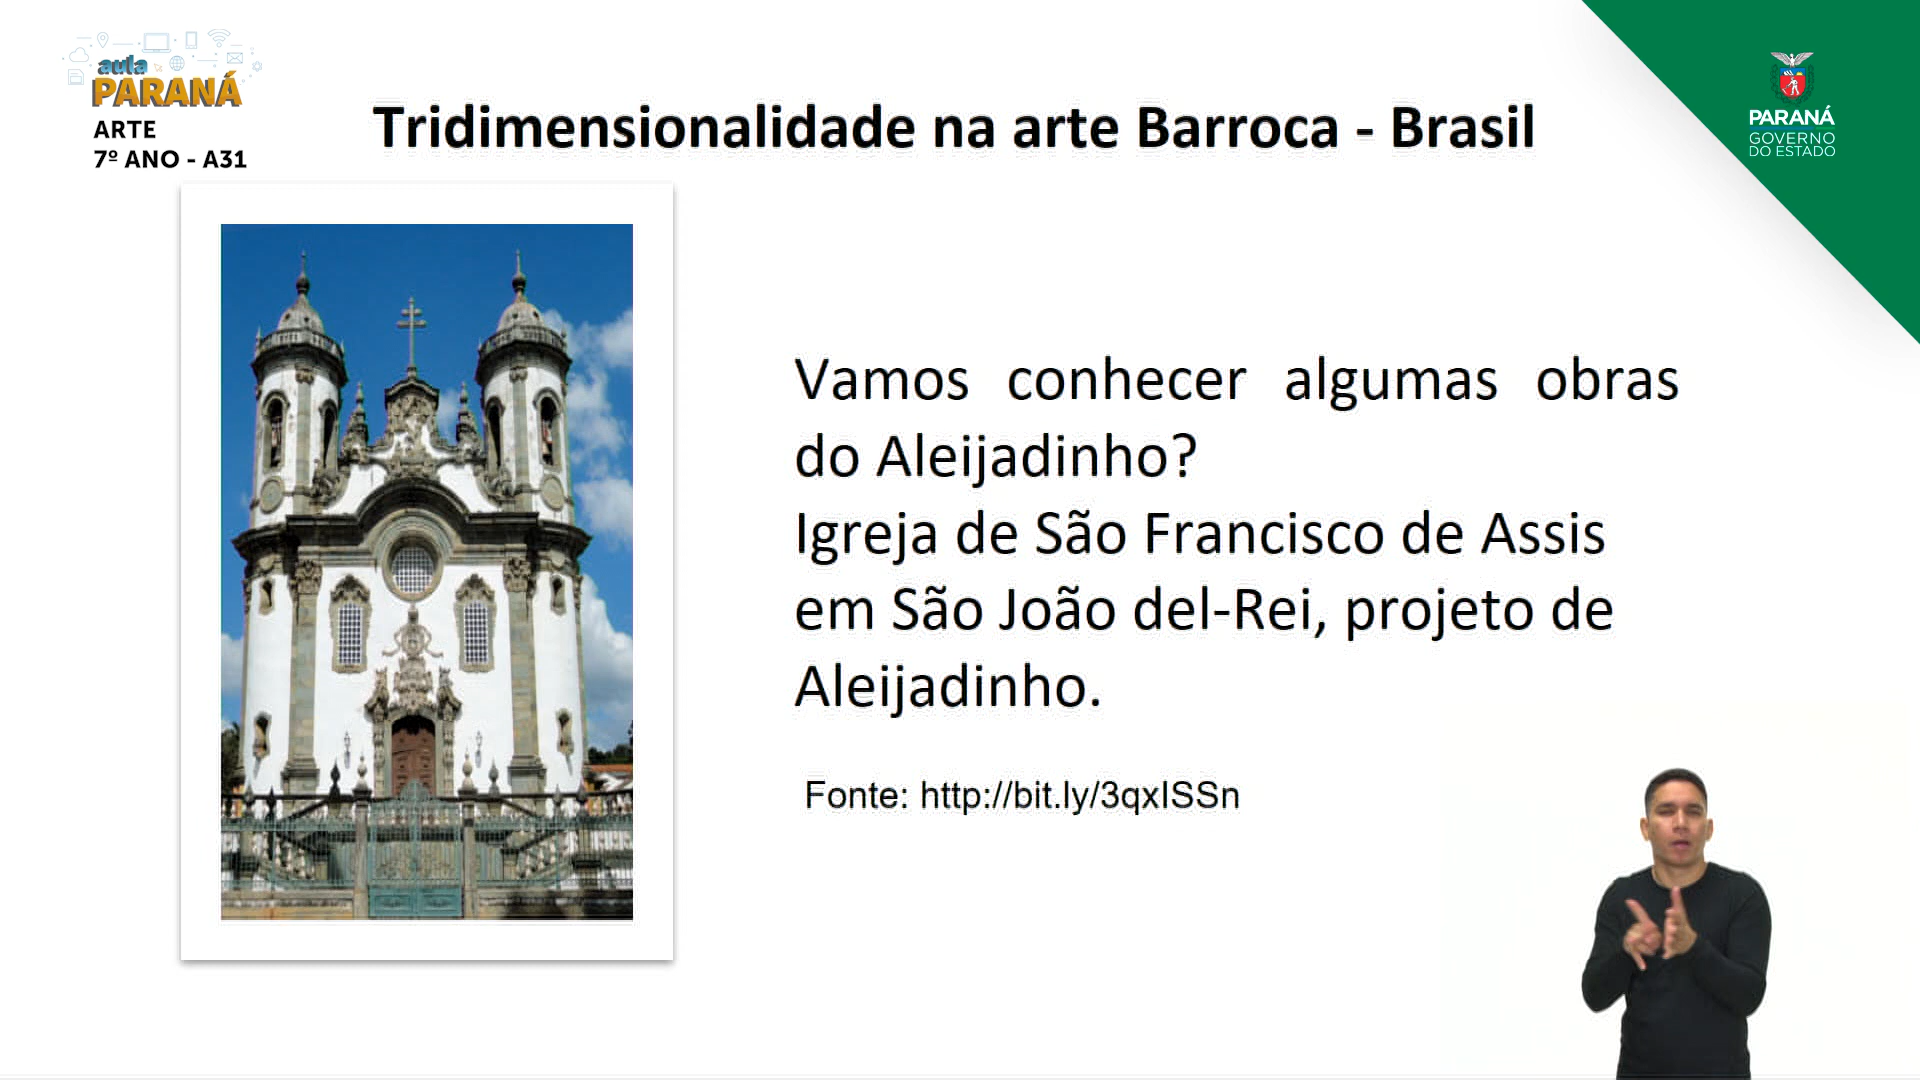 aula
PARANÁ
ARTE
7º ANO - A31
Tridimensionalidade na arte Barroca - Brasil
PARANÁ
GOVERNO
DO ESTADO
Vamos conhecer algumas obras
do Aleijadinho?
Igreja de São Francisco de Assis
em São João del-Rei, projeto de
Aleijadinho.
Fonte: http://bit.ly/3qxISSn